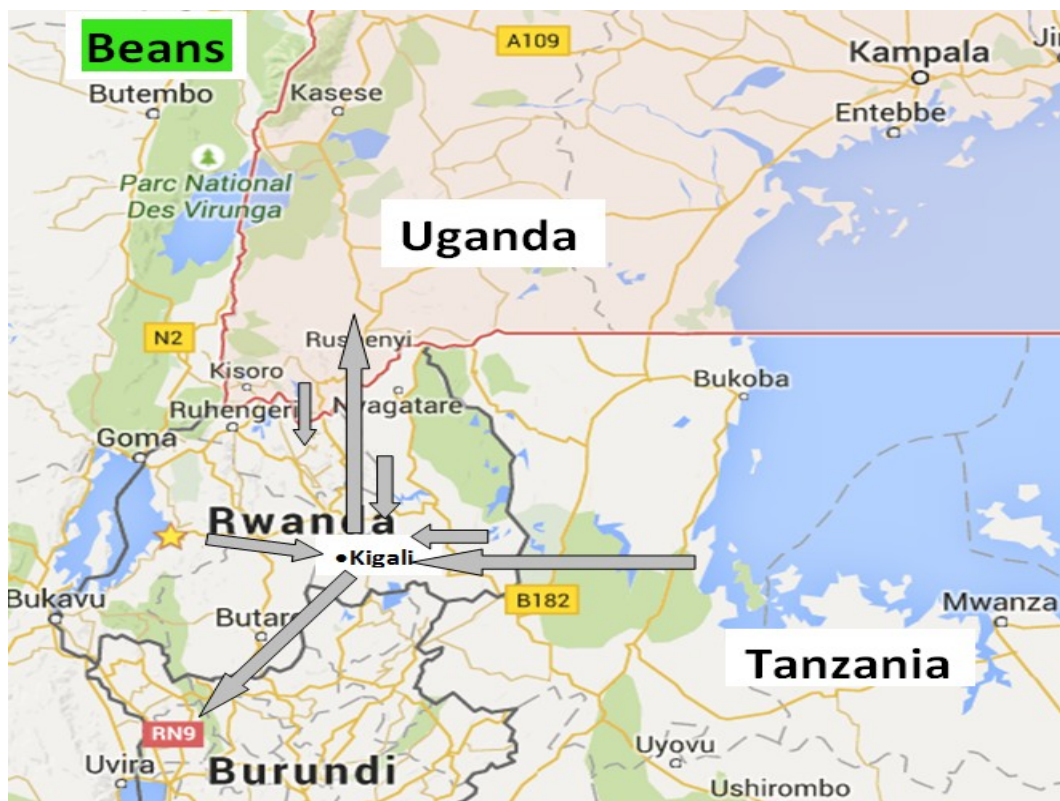 Beans
A109
Kampala
Jin
Butembo
Kasese
Entebbe
Parc National
Des Virunga
Uganda
N2
Kisoro
Nyagatare
Bukoba
Ruhengeri
Goma
Rwanda
•Kigali
Bukavu
Butare
B182
Mwanza
Tanzania
RN9
Uyovu
Uvira
Burundi
Ushirombo